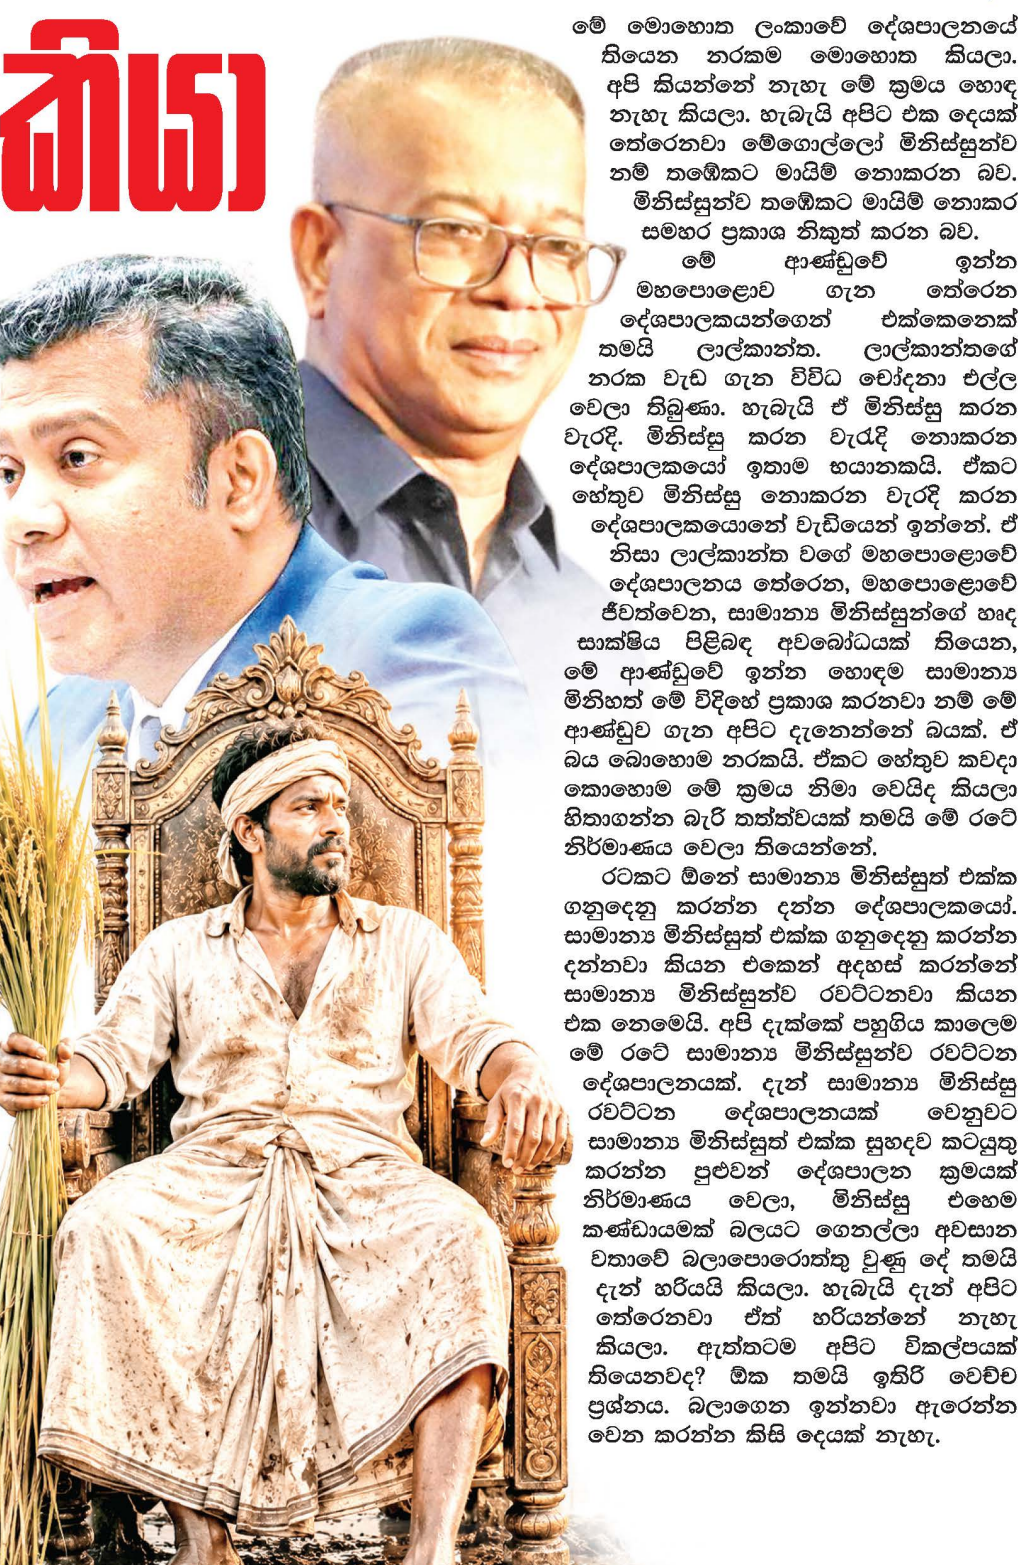 කියා
මේ මොහොත ලංකාවේ දේශපාලනයේ
තියෙන නරකම මොහොත කියලා.
අපි කියන්නේ නැහැ මේ ක්‍රමය හොඳ
නැහැ කියලා. හැබැයි අපිට එක දෙයක්
තේරෙනවා මේගොල්ලෝ මිනිස්සුන්ව
නම් තඹේකට මායිම් නොකරන බව.
මිනිස්සුන්ව තඹේකට මායිම් නොකර
සමහර ප්‍රකාශ නිකුත් කරන බව.
මේ ආණ්ඩුවේ ඉන්න
මහපොළොව ගැන තේරෙන
දේශපාලකයන්ගෙන් එක්කෙනෙක්
තමයි ලාල්කාන්ත. ලාල්කාන්තගේ
නරක වැඩ ගැන විවිධ චෝදනා එල්ල
වෙලා තිබුණා. හැබැයි ඒ මිනිස්සු කරන
වැරදි. මිනිස්සු කරන වැරැදි නොකරන
දේශපාලකයෝ ඉතාම භයානකයි. ඒකට
හේතුව මිනිස්සු නොකරන වැරදි කරන
දේශපාලකයොනේ වැඩියෙන් ඉන්නේ. ඒ
නිසා ලාල්කාන්ත වගේ මහපොළොවේ
දේශපාලනය තේරෙන, මහපොළොවේ
ජීවත්වෙන, සාමාන්‍ය මිනිස්සුන්ගේ හෘද
සාක්ෂිය පිළිබඳ අවබෝධයක් තියෙන,
මේ ආණ්ඩුවේ ඉන්න හොඳම සාමාන්‍ය
මිනිහත් මේ විදිහේ ප්‍රකාශ කරනවා නම් මේ
ආණ්ඩුව ගැන අපිට දැනෙන්නේ බයක්. ඒ
බය බොහොම නරකයි. ඒකට හේතුව කවදා
කොහොම මේ ක්‍රමය නිමා වෙයිද කියලා
හිතාගන්න බැරි තත්ත්වයක් තමයි මේ රටේ
නිර්මාණය වෙලා තියෙන්නේ.
රටකට ඕනේ සාමාන්‍ය මිනිස්සුත් එක්ක
ගනුදෙනු කරන්න දන්න දේශපාලකයෝ.
සාමාන්‍ය මිනිස්සුත් එක්ක ගනුදෙනු කරන්න
දන්නවා කියන එකෙන් අදහස් කරන්නේ
සාමාන්‍ය මිනිස්සුන්ව රවට්ටනවා කියන
එක නෙමෙයි. අපි දැක්කේ පහුගිය කාලෙම
මේ රටේ සාමාන්‍ය මිනිස්සුන්ව රවට්ටන
දේශපාලනයක්. දැන් සාමාන්‍ය මිනිස්සු
රවට්ටන දේශපාලනයක් වෙනුවට
සාමාන්‍ය මිනිස්සුත් එක්ක සුහදව කටයුතු
කරන්න පුළුවන් දේශපාලන ක්‍රමයක්
නිර්මාණය වෙලා, මිනිස්සු එහෙම
කණ්ඩායමක් බලයට ගෙනල්ලා අවසාන
වතාවේ බලාපොරොත්තු වුණු දේ තමයි
දැන් හරියයි කියලා. හැබැයි දැන් අපිට
තේරෙනවා ඒත් හරියන්නේ නැහැ
කියලා. ඇත්තටම අපිට විකල්පයක්
තියෙනවද? ඕක තමයි ඉතිරි වෙච්ච
ප්‍රශ්නය. බලාගෙන ඉන්නවා ඇරෙන්න
වෙන කරන්න කිසි දෙයක් නැහැ.